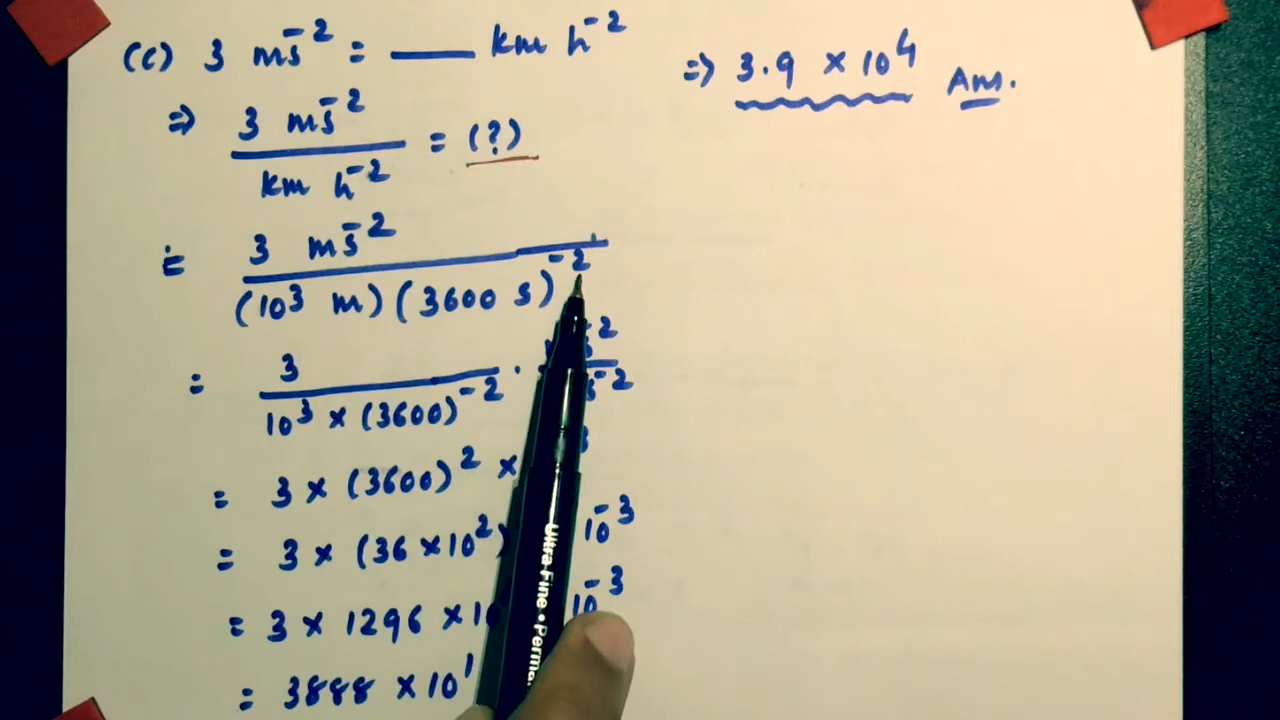 (c) 3 ms⁻² = ___ km h⁻²
⇒ 3 ms⁻² / km h⁻² = (?)
= 3 ms⁻² / (10³ m)(3600 s)⁻²
= 3 / 10³ × (3600)⁻² · s⁻² / s⁻²
= 3 × (3600)² ×
= 3 × (36 × 10²) 10⁻³
= 3 × 1296 × 10 10⁻³
= 3888 × 10¹
⇒ 3.9 × 10⁴ Ans.
Ultra Fine • Perma